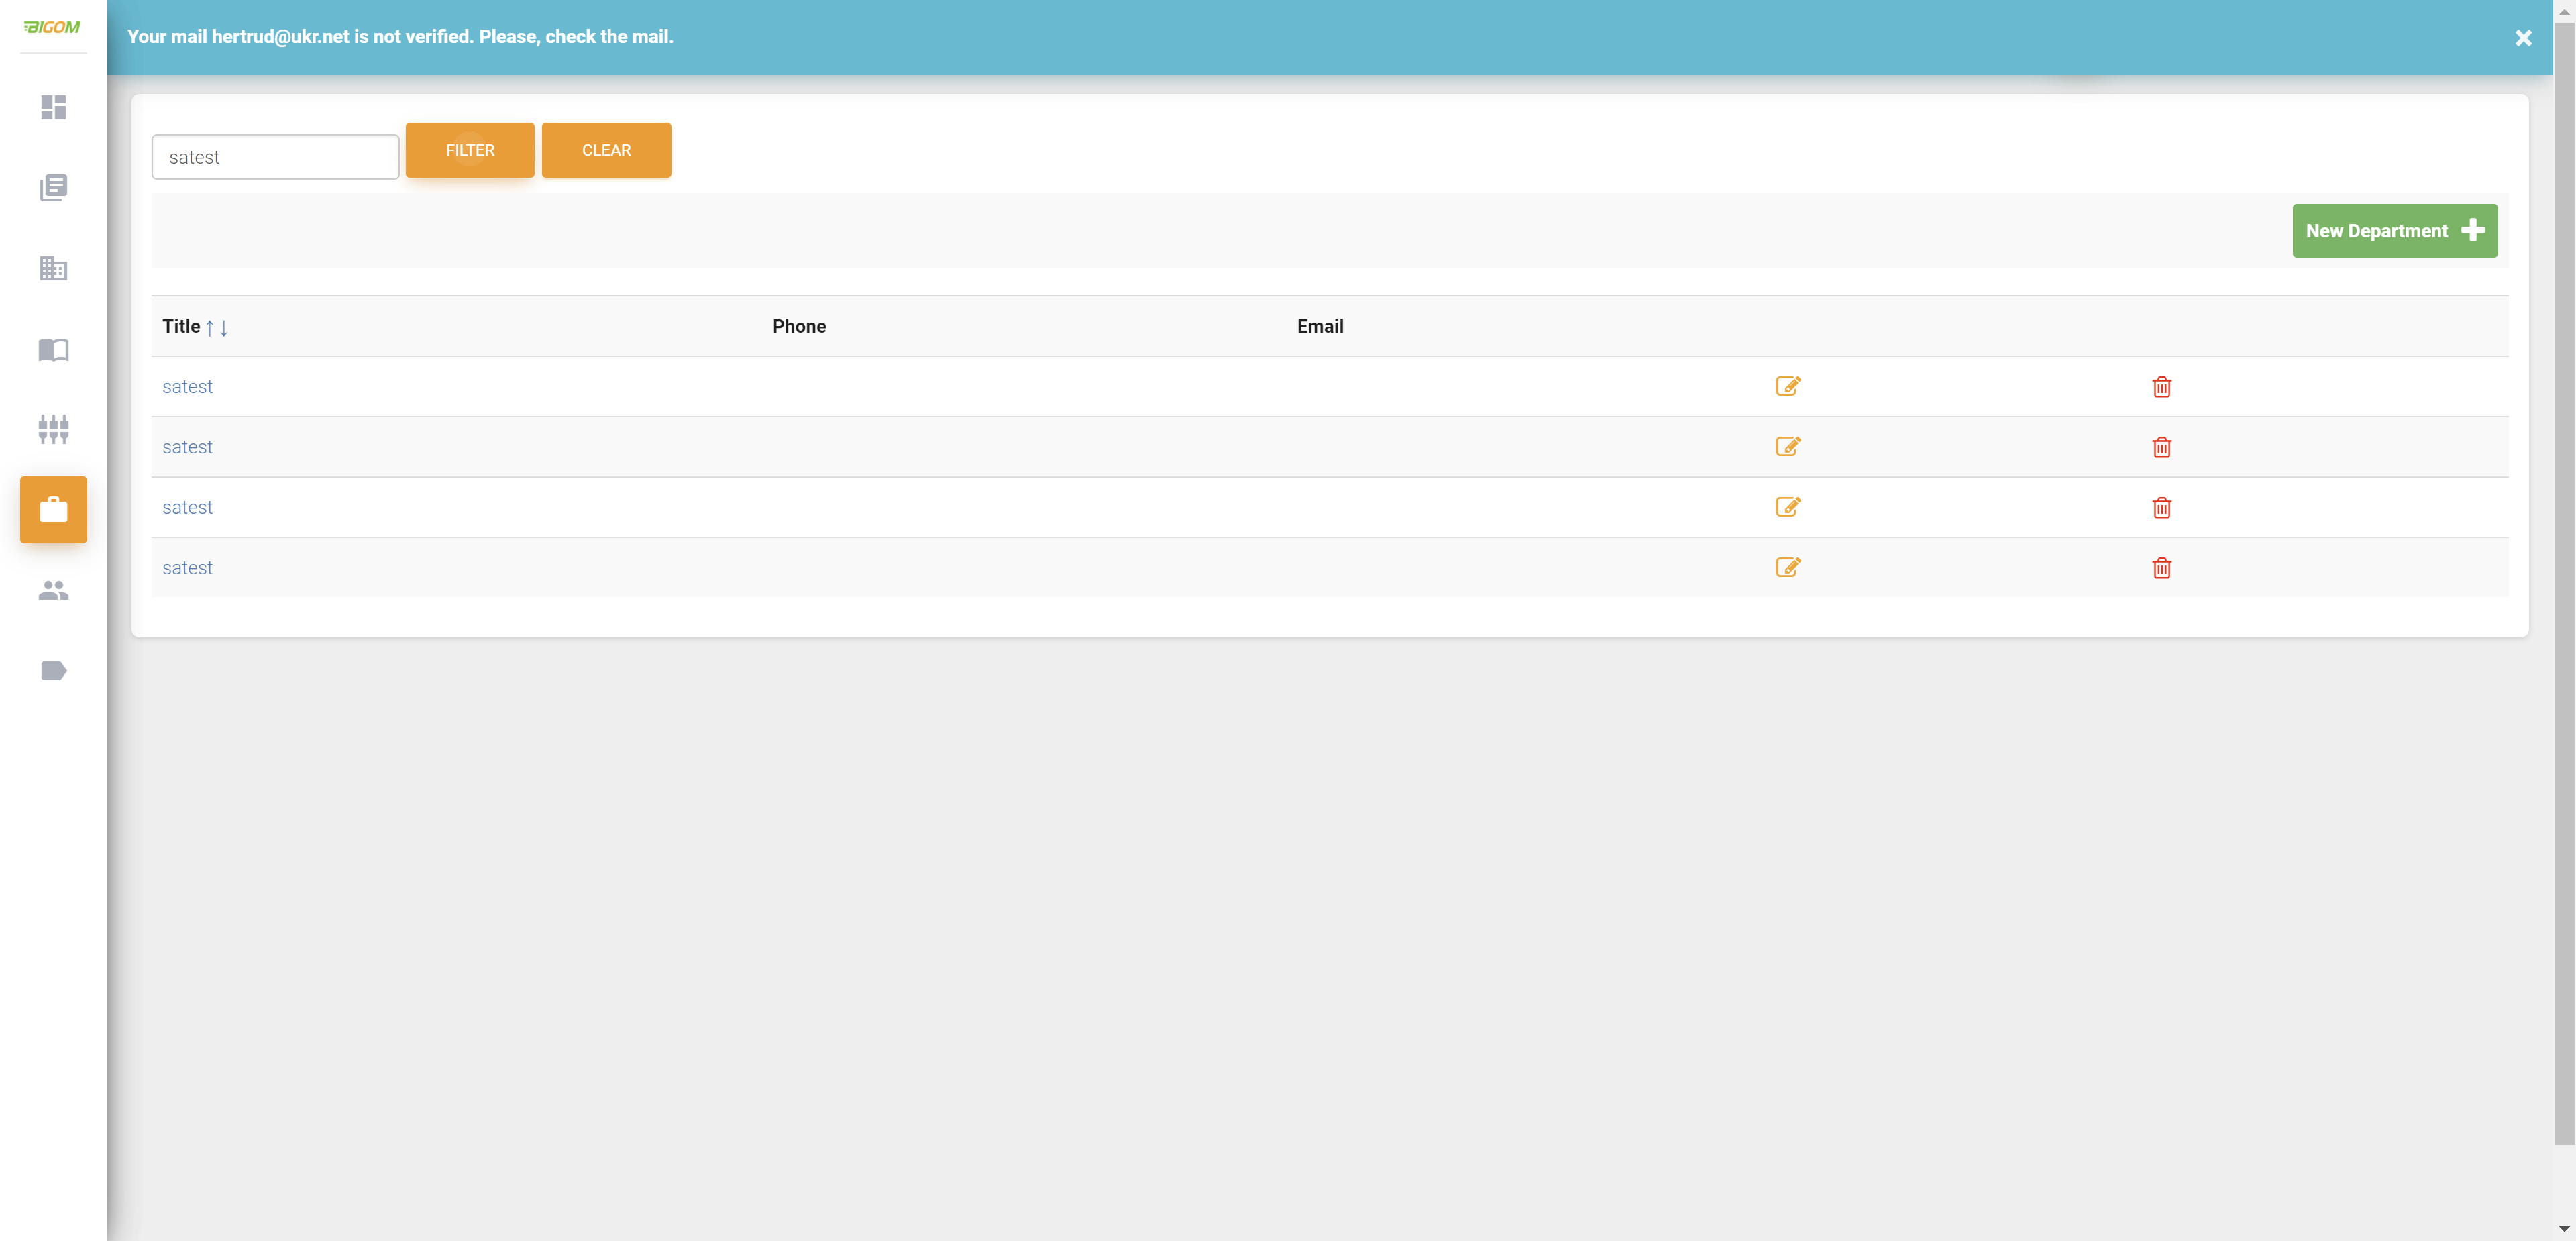 BIGOM
Your mail hertrud@ukr.net is not verified. Please, check the mail.
satest
FILTER
CLEAR
New Department
Title Phone Email
satest
satest
satest
satest